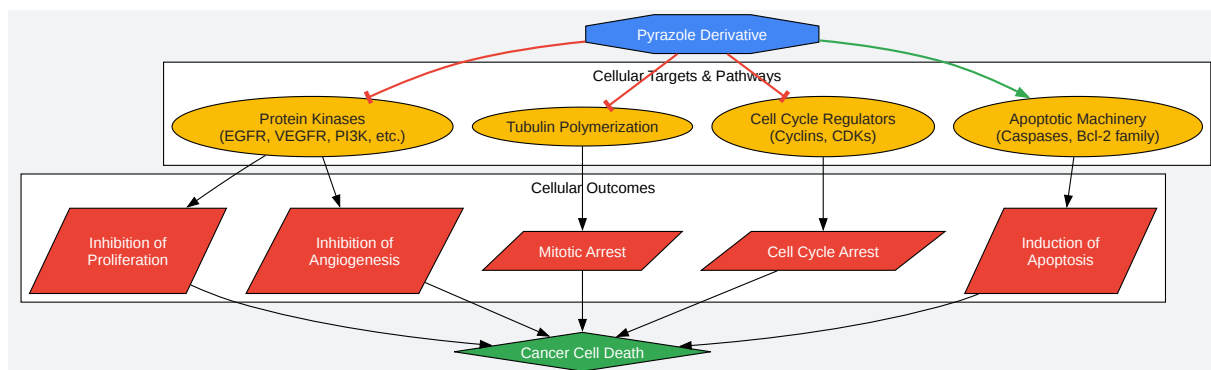 Pyrazole Derivative
Cellular Targets & Pathways
Protein Kinases
(EGFR, VEGFR, PI3K, etc.)
Tubulin Polymerization
Cell Cycle Regulators
(Cyclins, CDKs)
Apoptotic Machinery
(Caspases, Bcl-2 family)
Cellular Outcomes
Inhibition of
Proliferation
Inhibition of
Angiogenesis
Mitotic Arrest
Cell Cycle Arrest
Induction of
Apoptosis
Cancer Cell Death